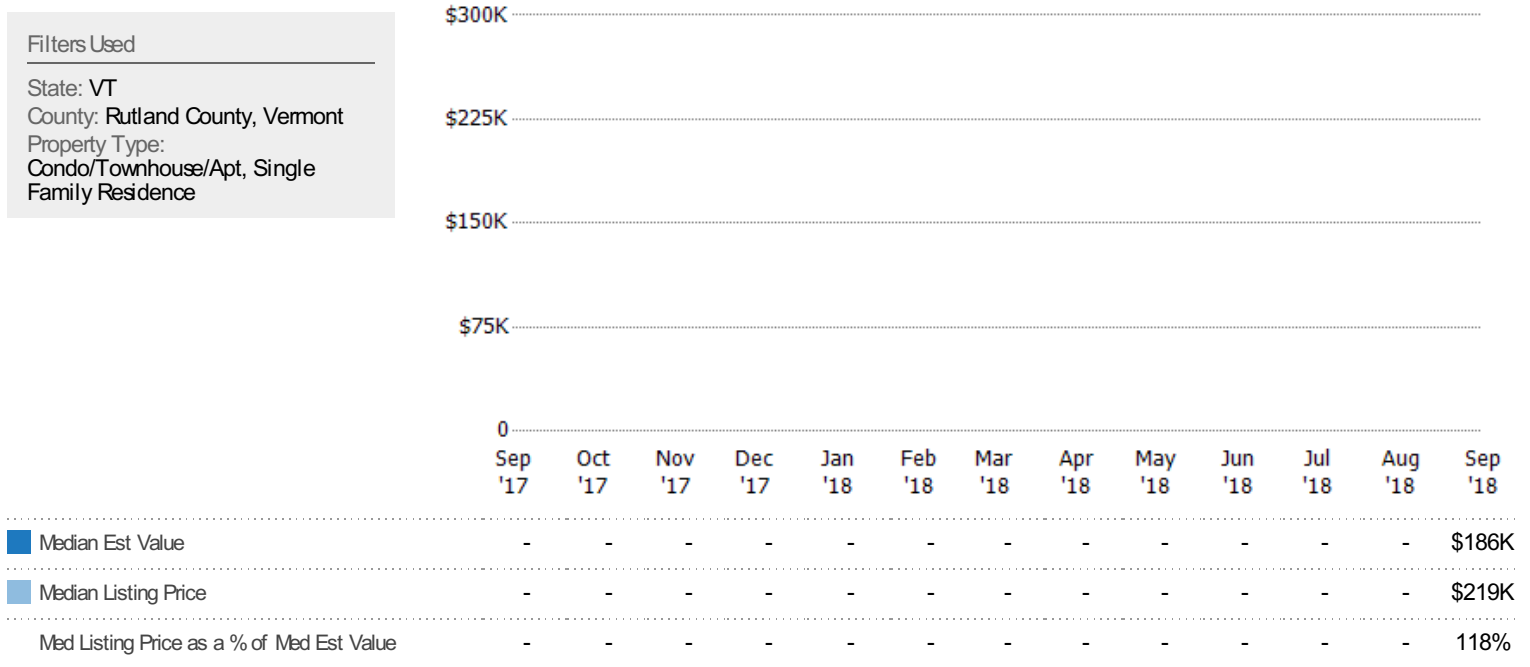 Filters Used
State: VT
County: Rutland County, Vermont
Property Type:
Condo/Townhouse/Apt, Single
Family Residence
$300K
$225K
$150K
$75K
0
Sep Oct Nov Dec Jan Feb Mar Apr May Jun Jul Aug Sep
'17 '17 '17 '17 '18 '18 '18 '18 '18 '18 '18 '18 '18
Median Est Value - - - - - - - - - - - - $186K
Median Listing Price - - - - - - - - - - - - $219K
Med Listing Price as a % of Med Est Value - - - - - - - - - - - - 118%